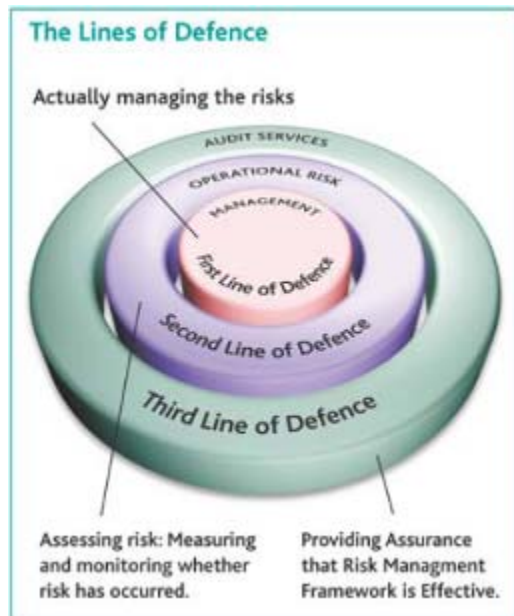 The Lines of Defence
Actually managing the risks
AUDIT SERVICES
OPERATIONAL RISK
MANAGEMENT
First Line of Defence
Second Line of Defence
Third Line of Defence
Assessing risk: Measuring
and monitoring whether
risk has occurred.
Providing Assurance
that Risk Managment
Framework is Effective.